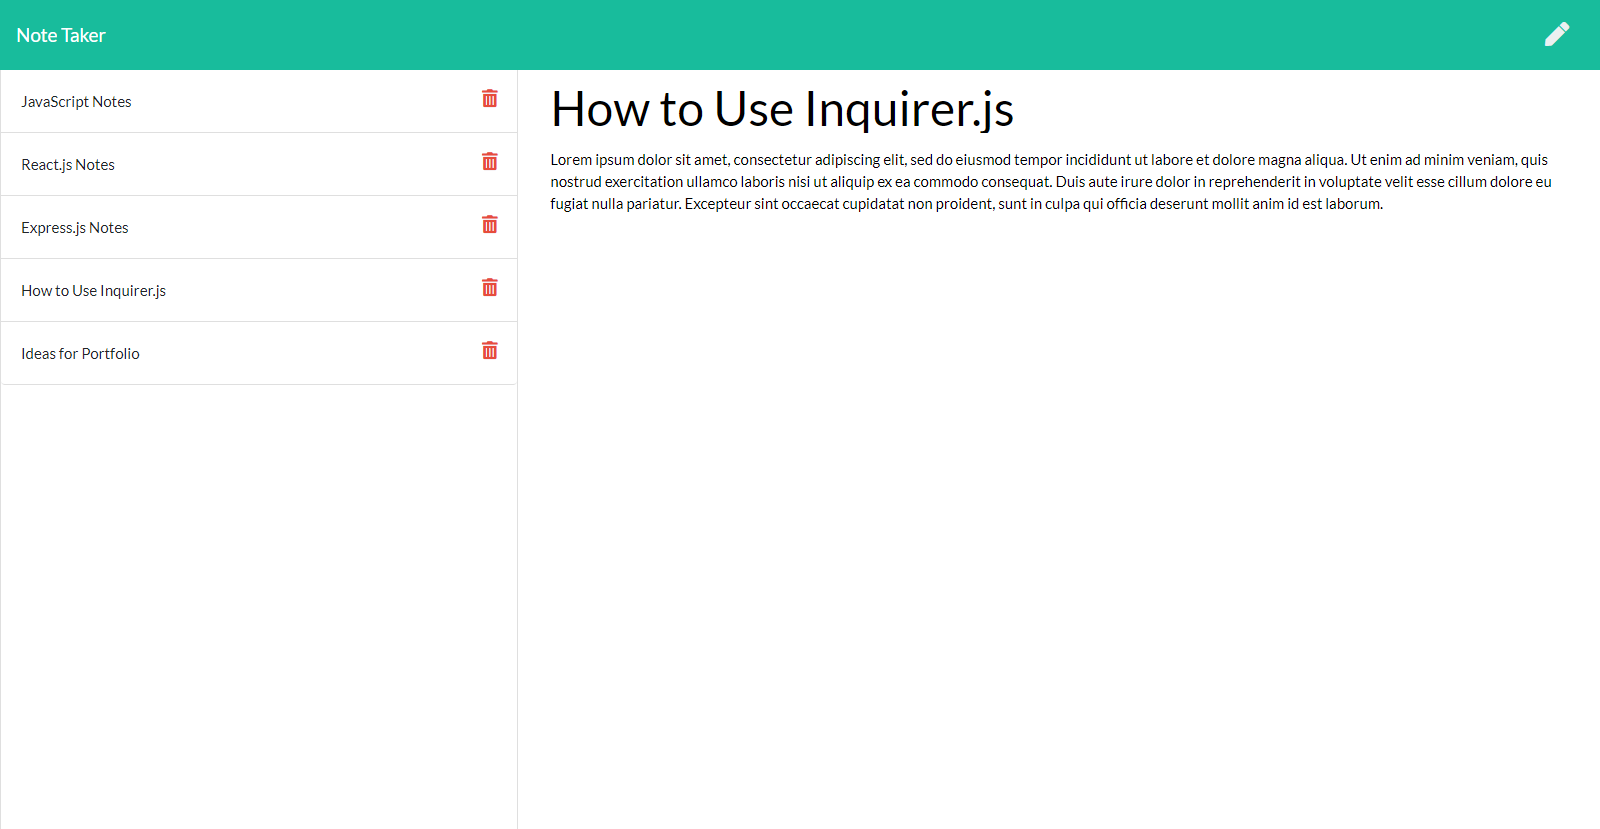 Note Taker
JavaScript Notes
React.js Notes
Express.js Notes
How to Use Inquirer.js
Ideas for Portfolio
How to Use Inquirer.js
Lorem ipsum dolor sit amet, consectetur adipiscing elit, sed do eiusmod tempor incididunt ut labore et dolore magna aliqua. Ut enim ad minim veniam, quis
nostrud exercitation ullamco laboris nisi ut aliquip ex ea commodo consequat. Duis aute irure dolor in reprehenderit in voluptate velit esse cillum dolore eu
fugiat nulla pariatur. Excepteur sint occaecat cupidatat non proident, sunt in culpa qui officia deserunt mollit anim id est laborum.